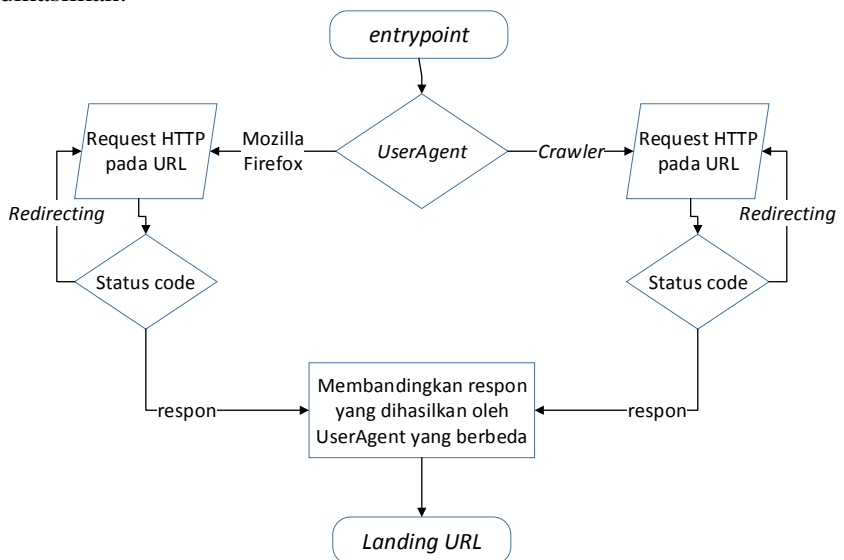 entrypoint
Request HTTP
pada URL
Mozilla
Firefox
UserAgent
Crawler
Request HTTP
pada URL
Redirecting
Redirecting
Status code
Status code
Membandingkan respon
yang dihasilkan oleh
UserAgent yang berbeda
respon
respon
Landing URL